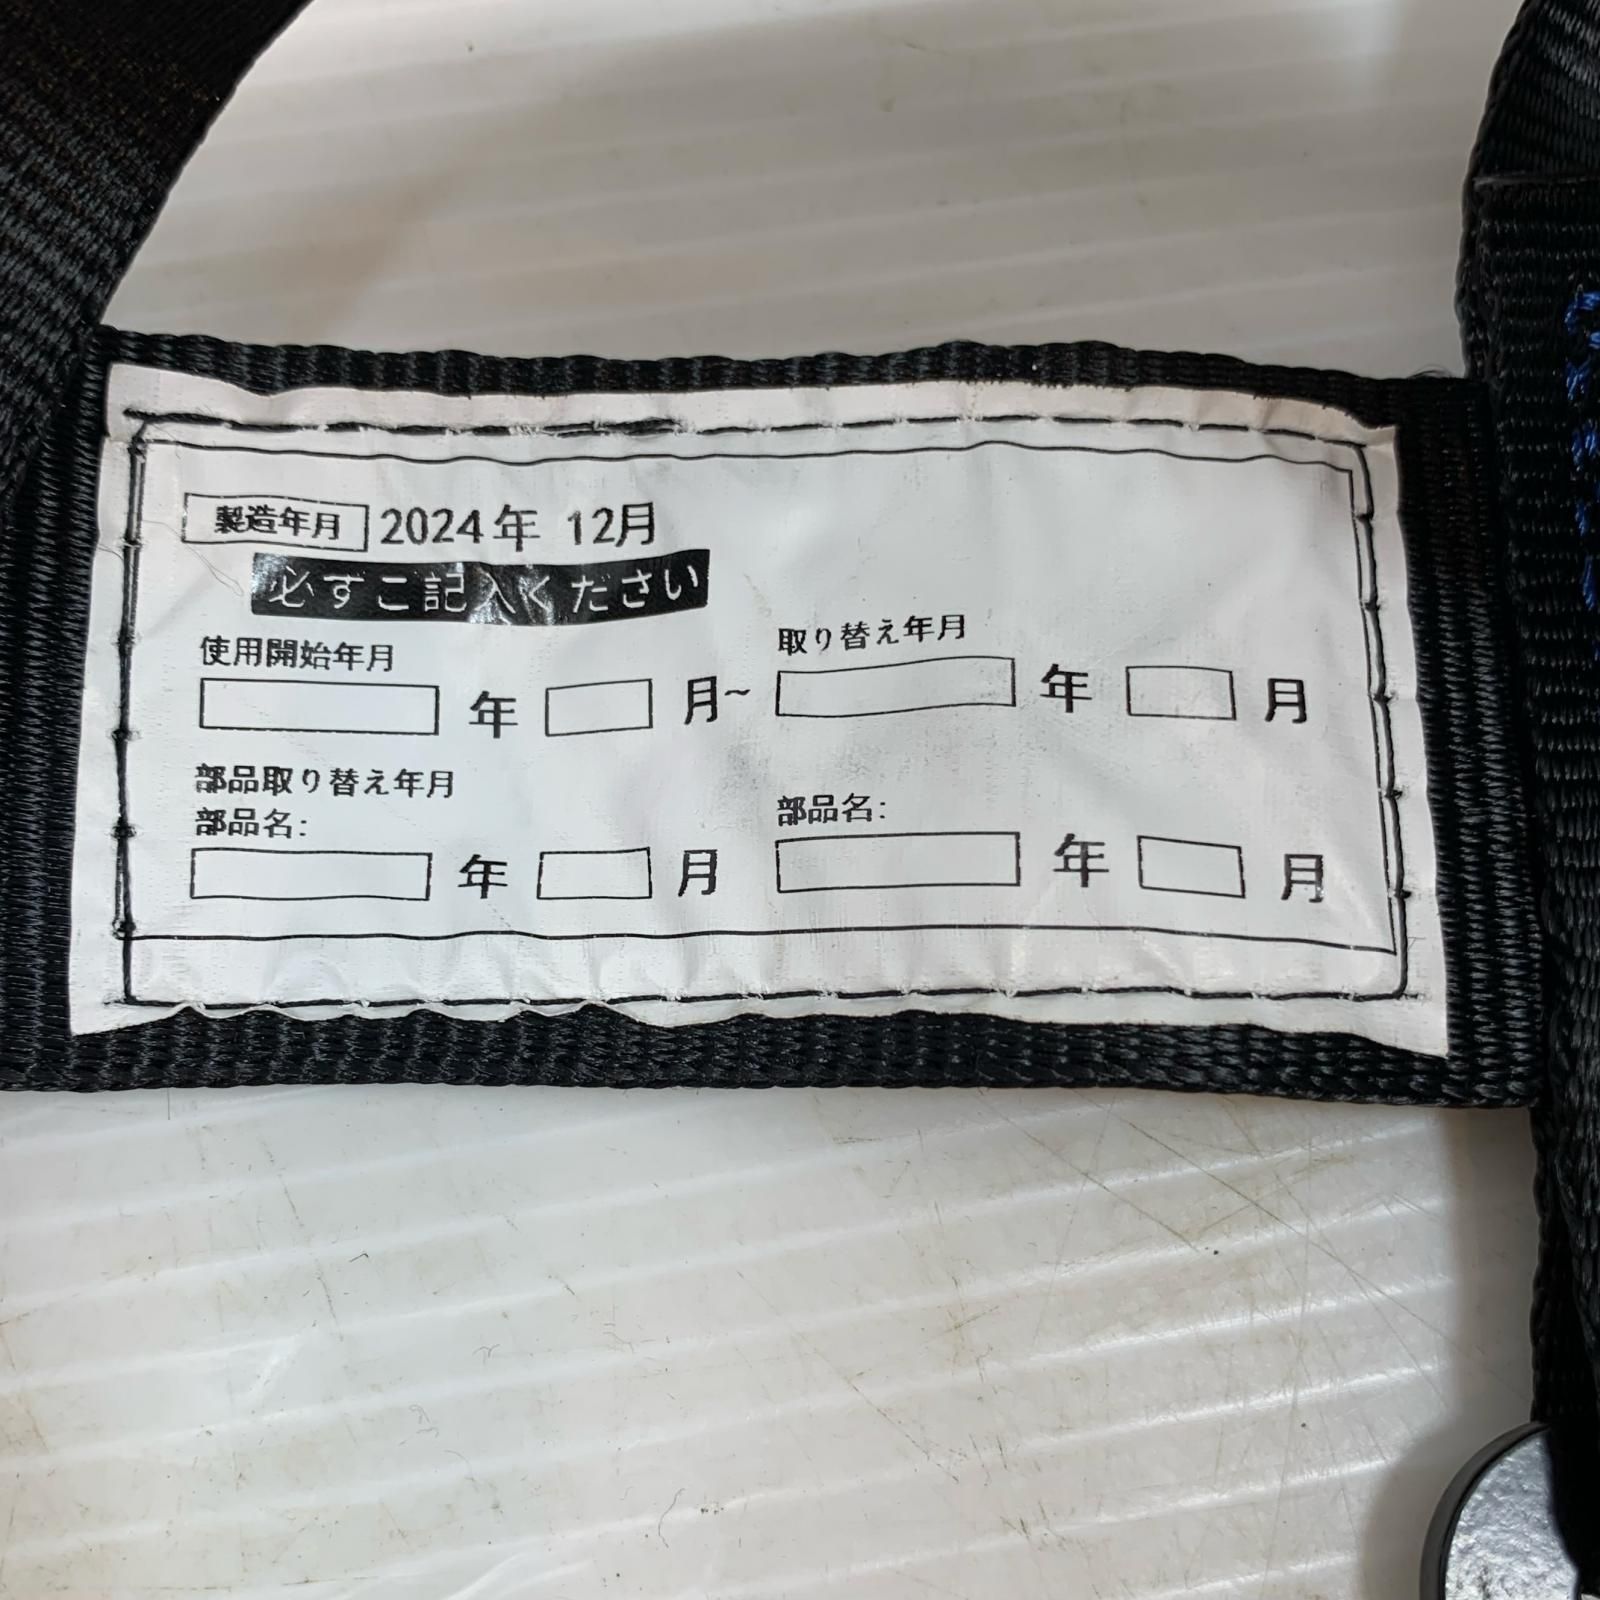 製造年月 2024年 12月
必ずこ記入ください
使用開始年月 取り替え年月
年 月~ 年 月
部品取り替え年月
部品名: 部品名:
年 月 年 月